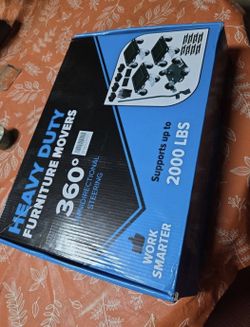 HEAVY DUTY
FURNITURE MOVERS
360°
OMNIDIRECTIONAL
STEERING
Supports up to
2000 LBS
WORK
SMARTER